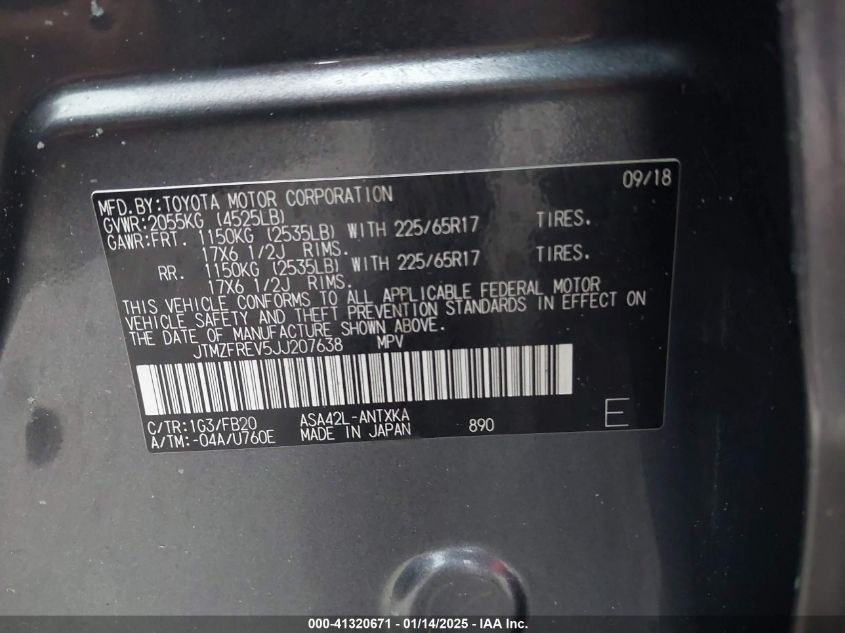 09/18
MFD.BY:TOYOTA MOTOR CORPORATION
GVWR:2055KG (4525LB)
GAWR:FRT. 1150KG (2535LB) WITH 225/65R17 TIRES.
17X6 1/2J RIMS.
RR. 1150KG (2535LB) WITH 225/65R17 TIRES.
17X6 1/2J RIMS.
THIS VEHICLE CONFORMS TO ALL APPLICABLE FEDERAL MOTOR
VEHICLE SAFETY AND THEFT PREVENTION STANDARDS IN EFFECT ON
THE DATE OF MANUFACTURE SHOWN ABOVE.
JTMZFREV5JJ207638 MPV
C/TR:1G3/FB20 ASA42L-ANTXKA 890 E
A/TM:-04A/U760E MADE IN JAPAN
000-41320671 - 01/14/2025 - IAA Inc.